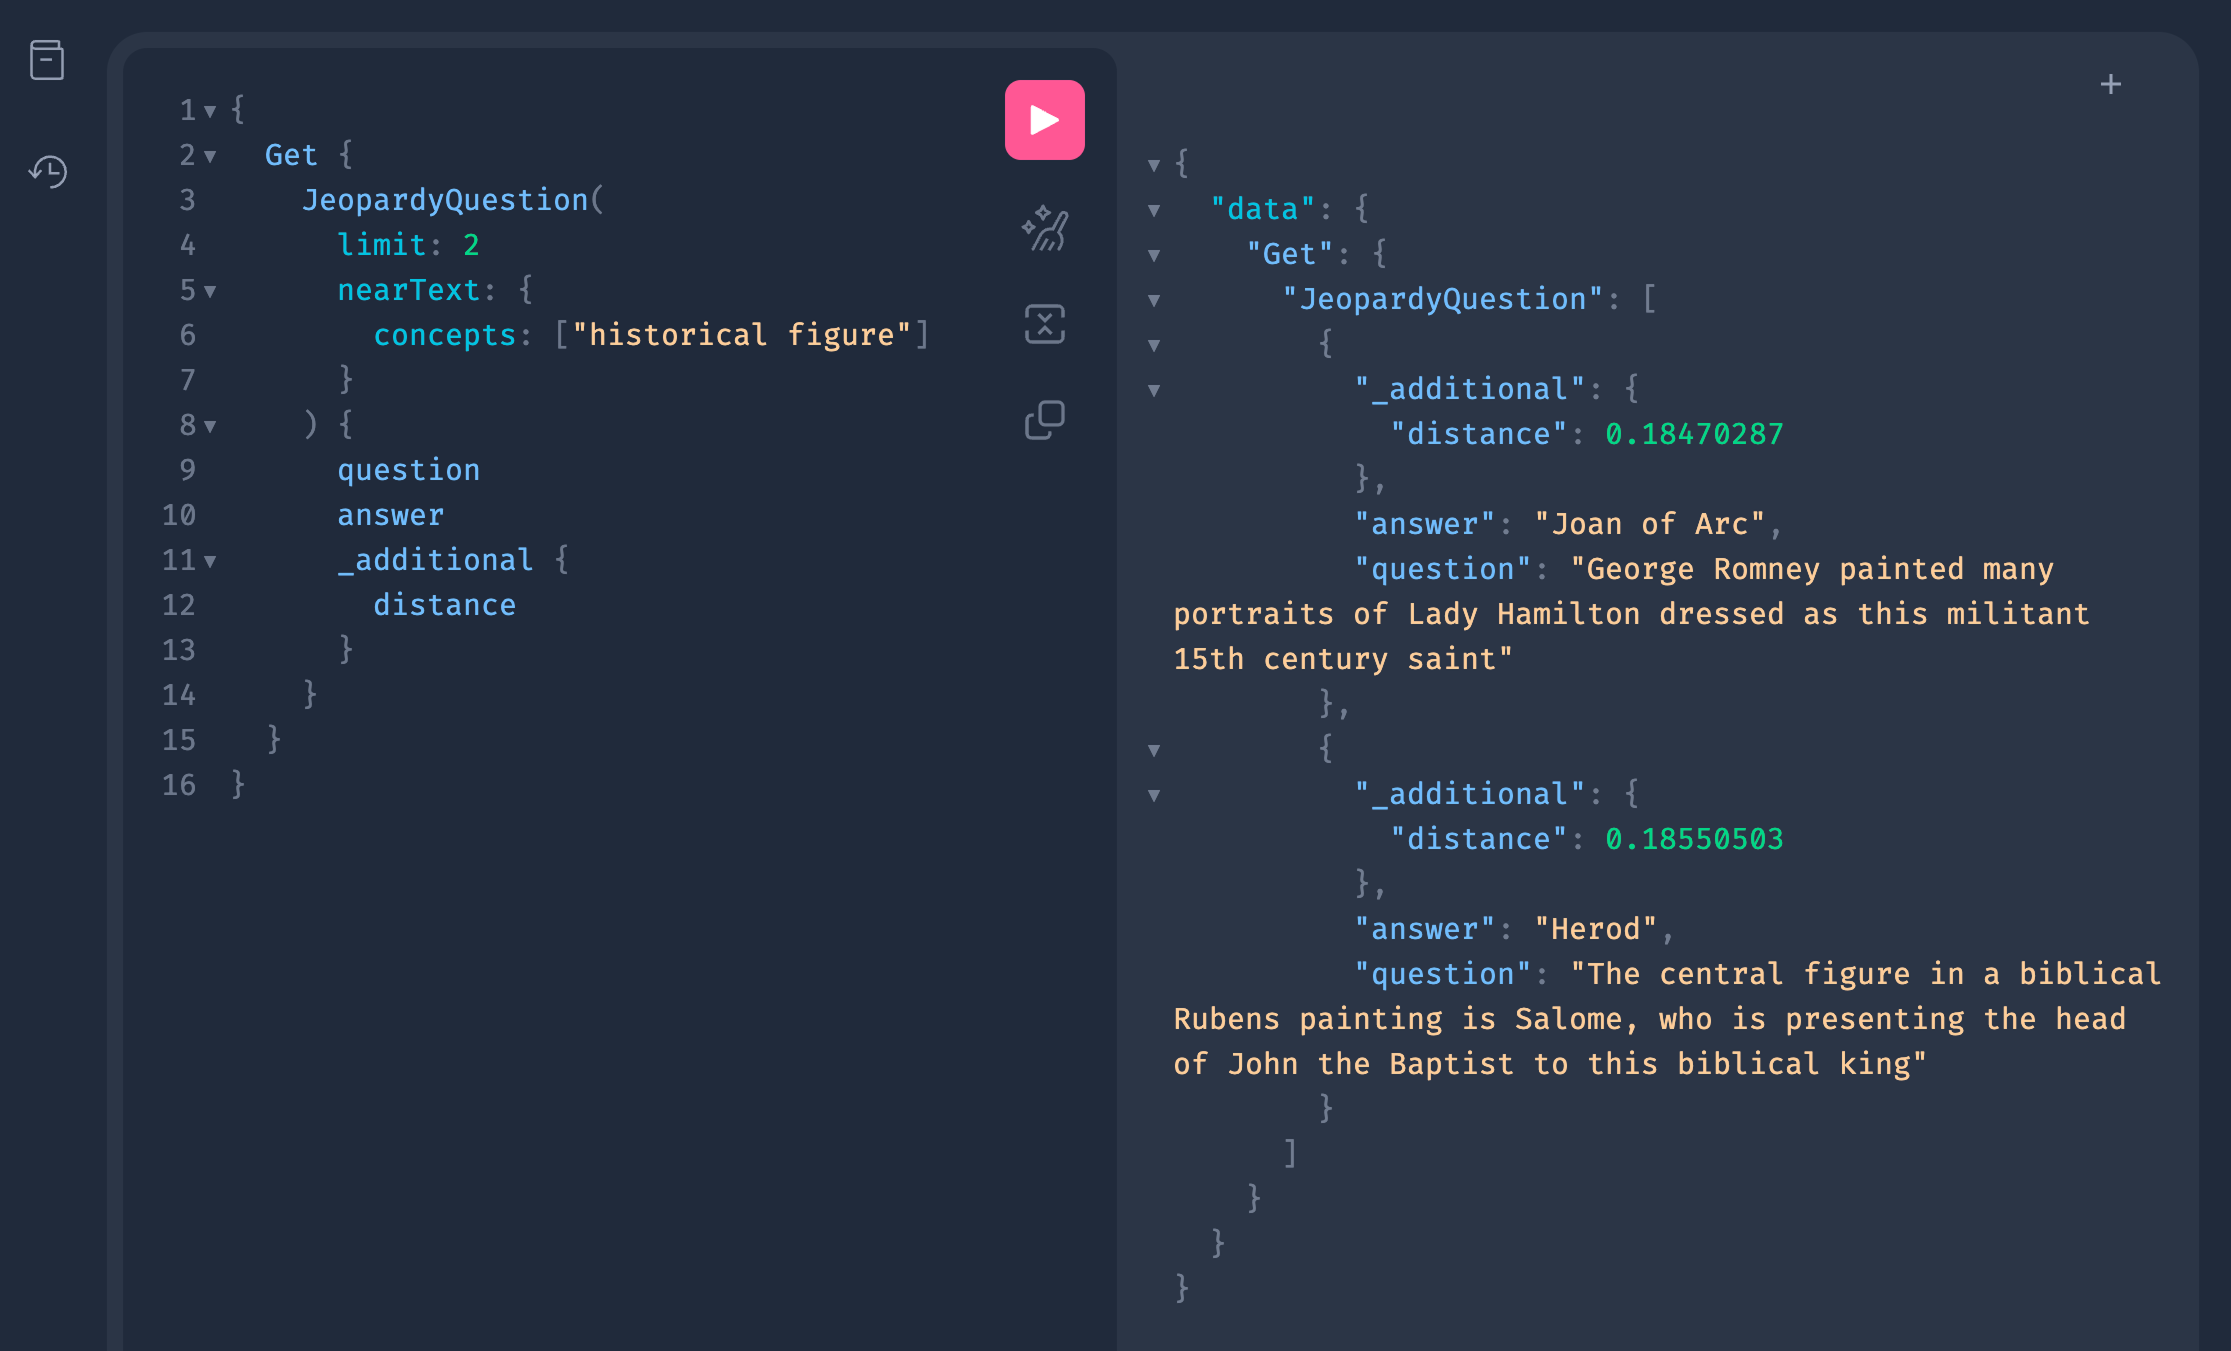 1 {
2 Get {
3 JeopardyQuestion(
4 limit: 2
5 nearText: {
6 concepts: ["historical figure"]
7 }
8 ) {
9 question
10 answer
11 _additional {
12 distance
13 }
14 }
15 }
16 }
{
"data": {
"Get": {
"JeopardyQuestion": [
{
"_additional": {
"distance": 0.18470287
},
"answer": "Joan of Arc",
"question": "George Romney painted many
portraits of Lady Hamilton dressed as this militant
15th century saint"
},
{
"_additional": {
"distance": 0.18550503
},
"answer": "Herod",
"question": "The central figure in a biblical
Rubens painting is Salome, who is presenting the head
of John the Baptist to this biblical king"
}
]
}
}
}